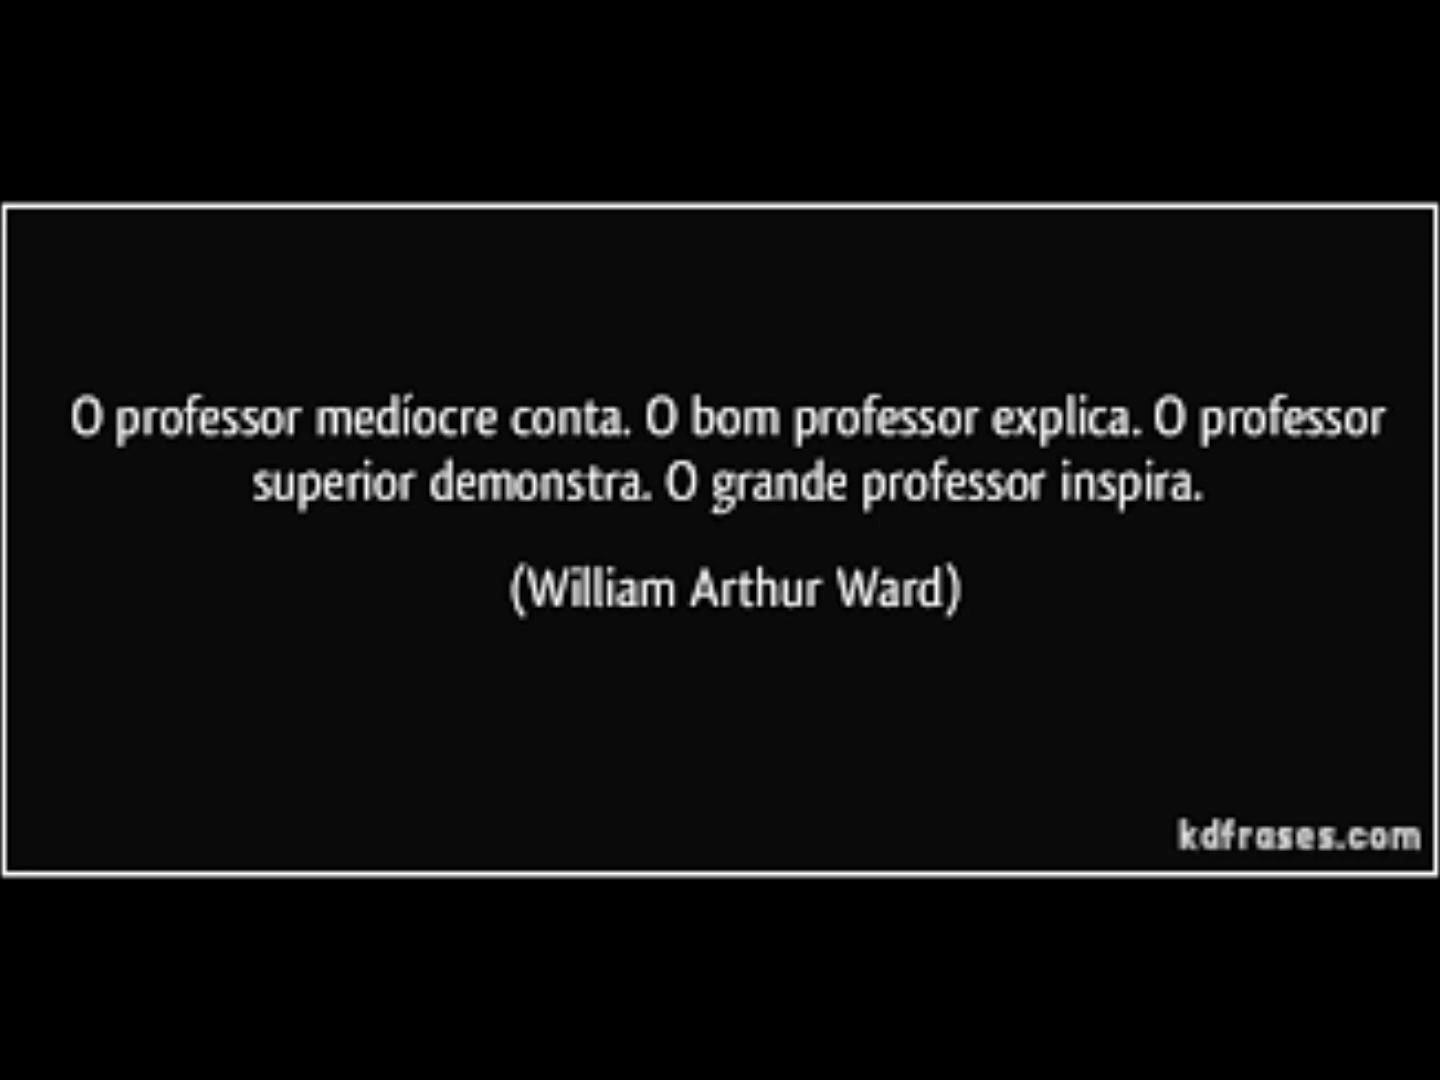 O professor medíocre conta. O bom professor explica. O professor
superior demonstra. O grande professor inspira.
(William Arthur Ward)
kdfrases.com